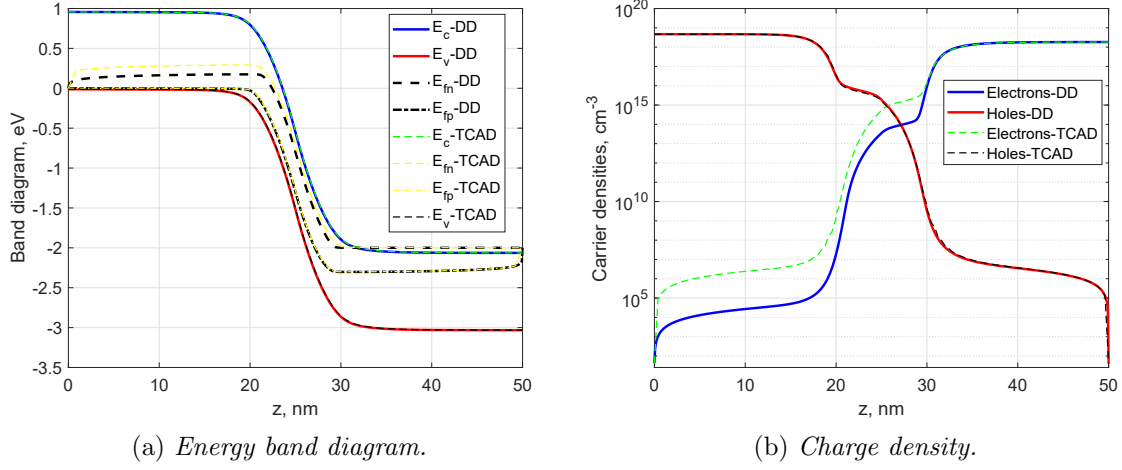 1
0.5
0
-0.5
-1
-1.5
-2
-2.5
-3
-3.5
Band diagram, eV
0 10 20 30 40 50
z, nm
E_c-DD
E_v-DD
E_fn-DD
E_fp-DD
E_c-TCAD
E_fn-TCAD
E_fp-TCAD
E_v-TCAD
(a) Energy band diagram.
10^20
10^15
10^10
10^5
Carrier densities, cm^-3
0 10 20 30 40 50
z, nm
Electrons-DD
Holes-DD
Electrons-TCAD
Holes-TCAD
(b) Charge density.